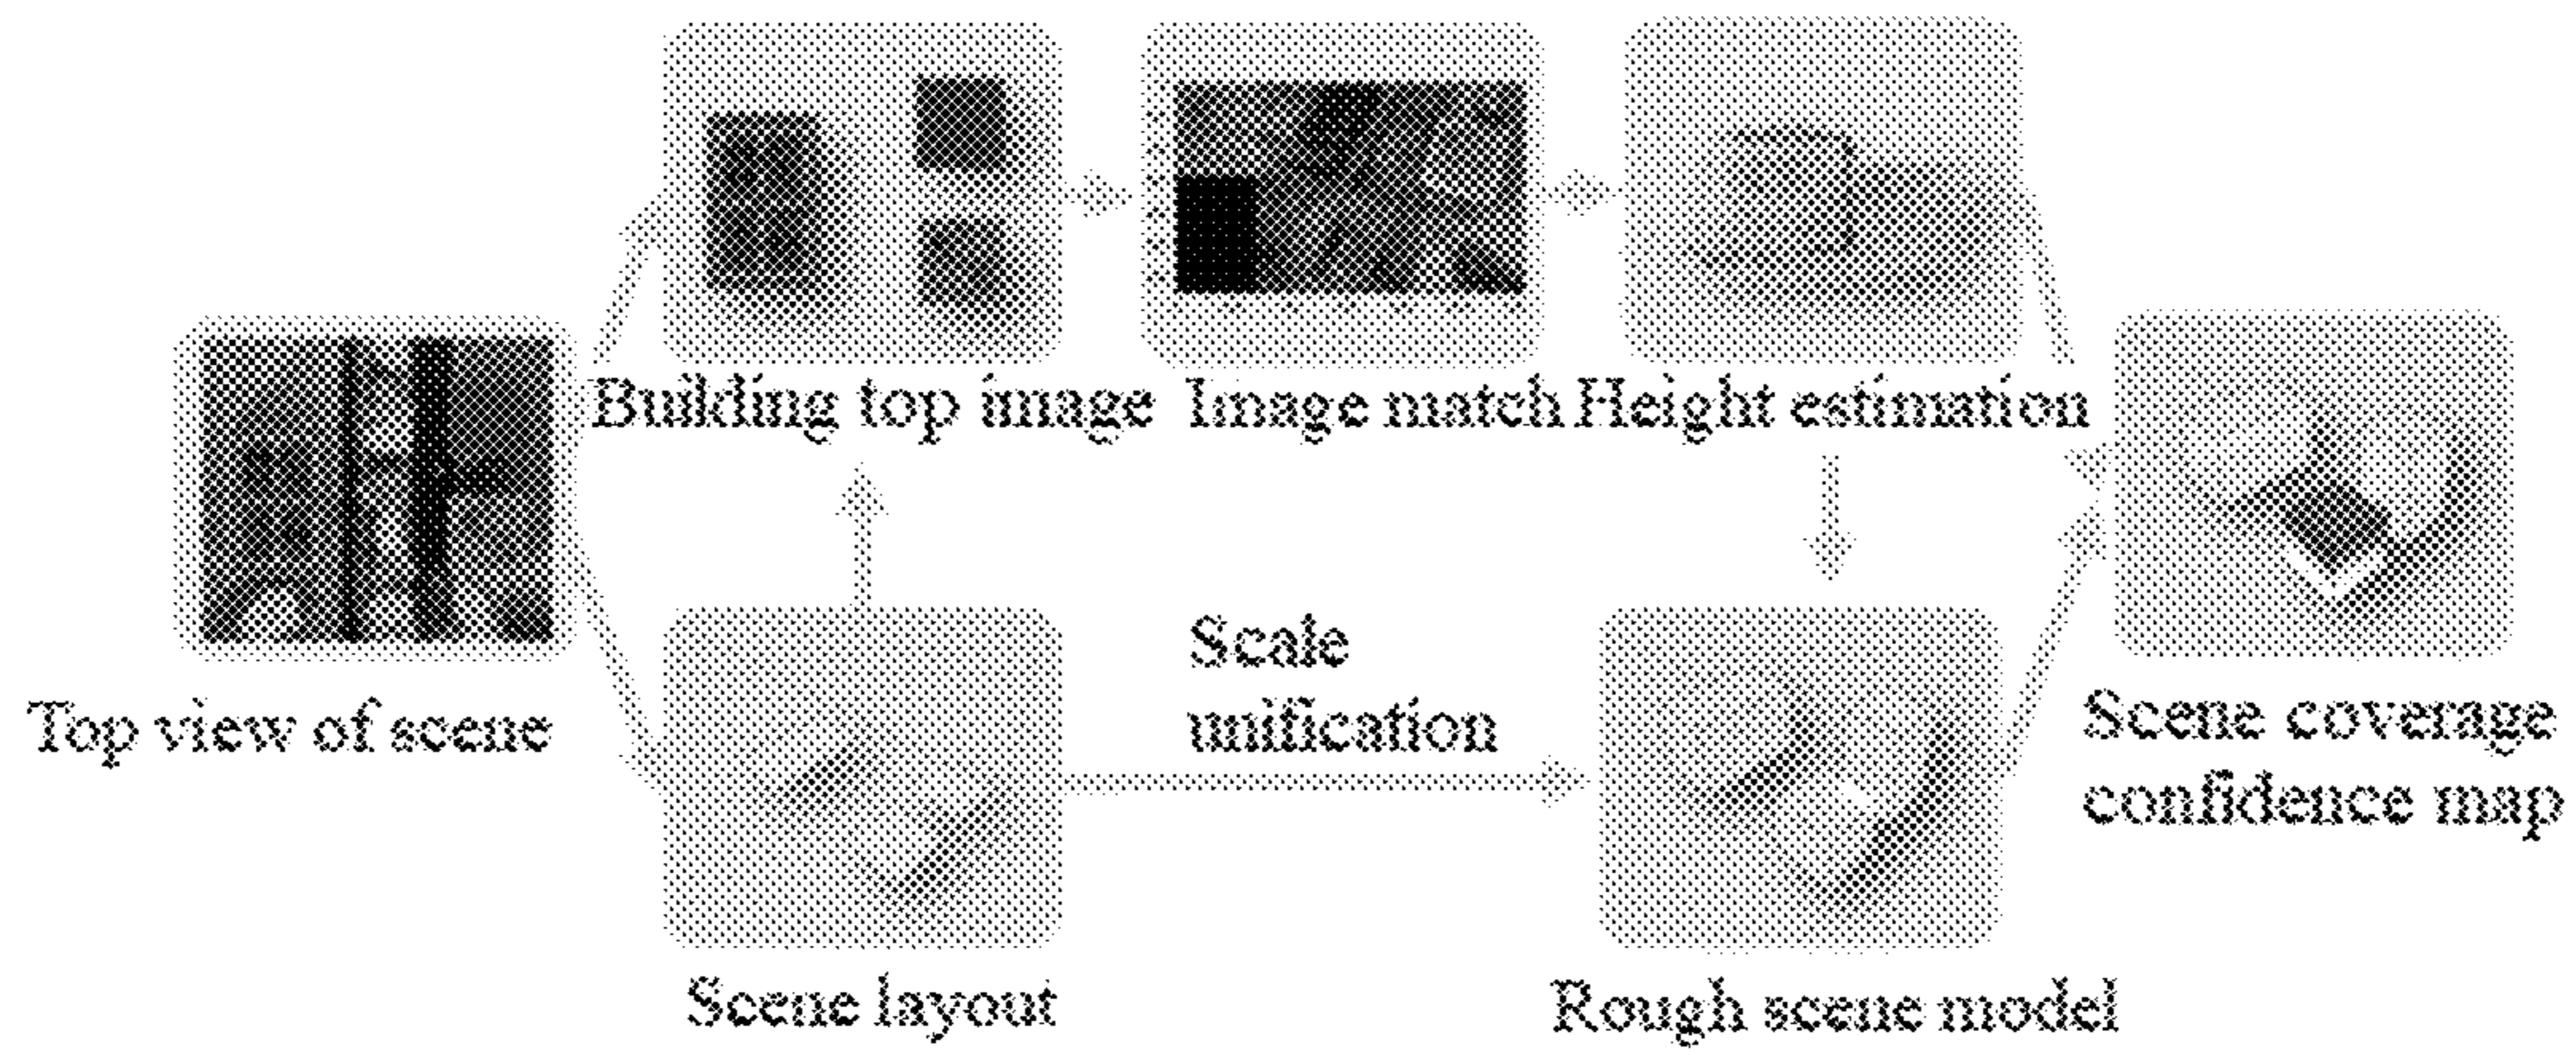 Building top image
Image match
Height estimation
Top view of scene
Scale
unification
Scene coverage
confidence map
Scene layout
Rough scene model